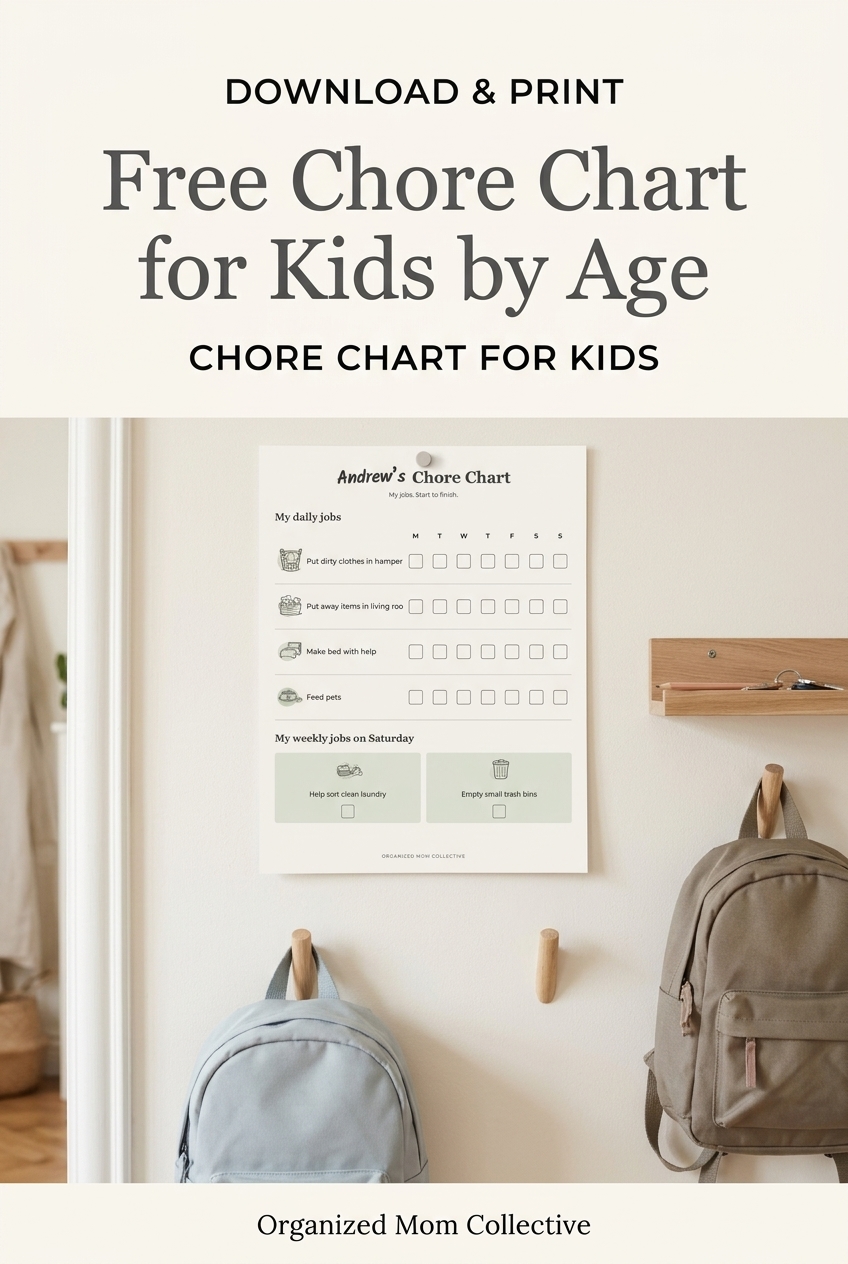 DOWNLOAD & PRINT
Free Chore Chart
for Kids by Age
CHORE CHART FOR KIDS
Andrew's Chore Chart
My jobs. Start to finish.
My daily jobs
M T W T F S S
Put dirty clothes in hamper
Put away items in living roo
Make bed with help
Feed pets
My weekly jobs on Saturday
Help sort clean laundry
Empty small trash bins
ORGANIZED MOM COLLECTIVE
Organized Mom Collective